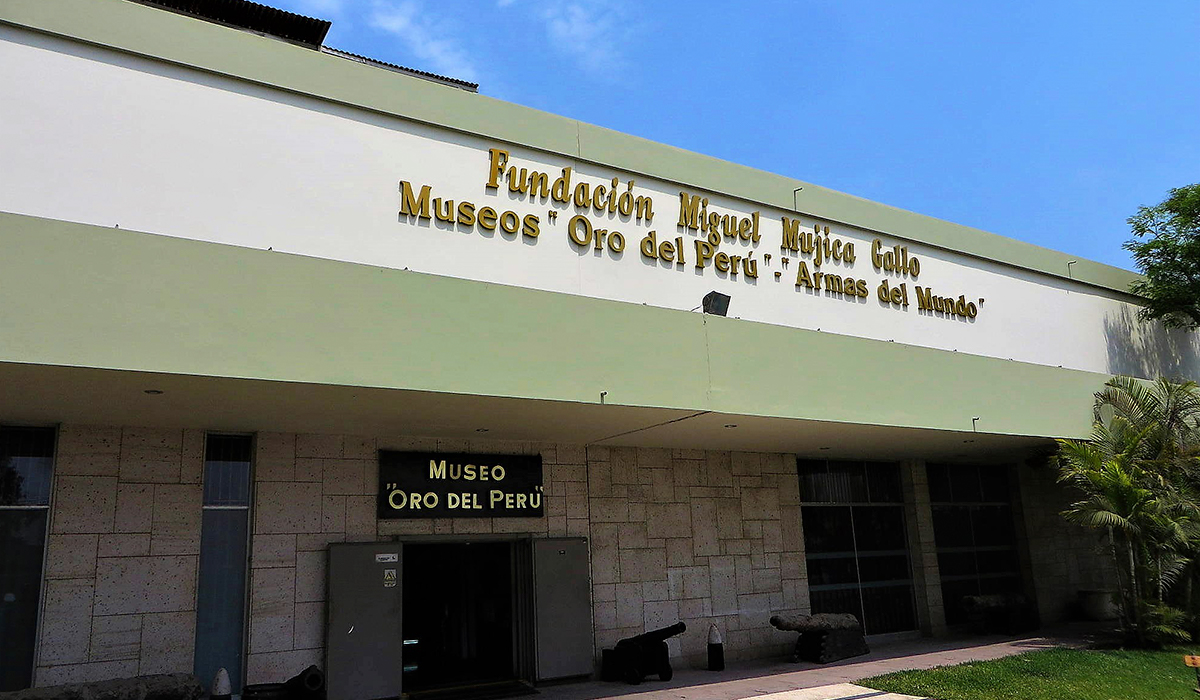 Fundación Miguel Mujica Gallo
Museos "Oro del Perú" - "Armas del Mundo"
MUSEO
"ORO DEL PERÚ"